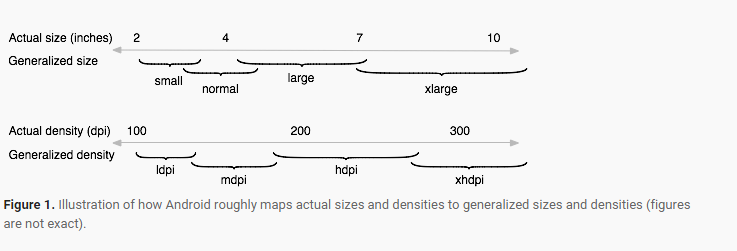 Actual size (inches) 2 4 7 10
Generalized size
small normal large xlarge
Actual density (dpi) 100 200 300
Generalized density
ldpi mdpi hdpi xhdpi
Figure 1. Illustration of how Android roughly maps actual sizes and densities to generalized sizes and densities (figures
are not exact).